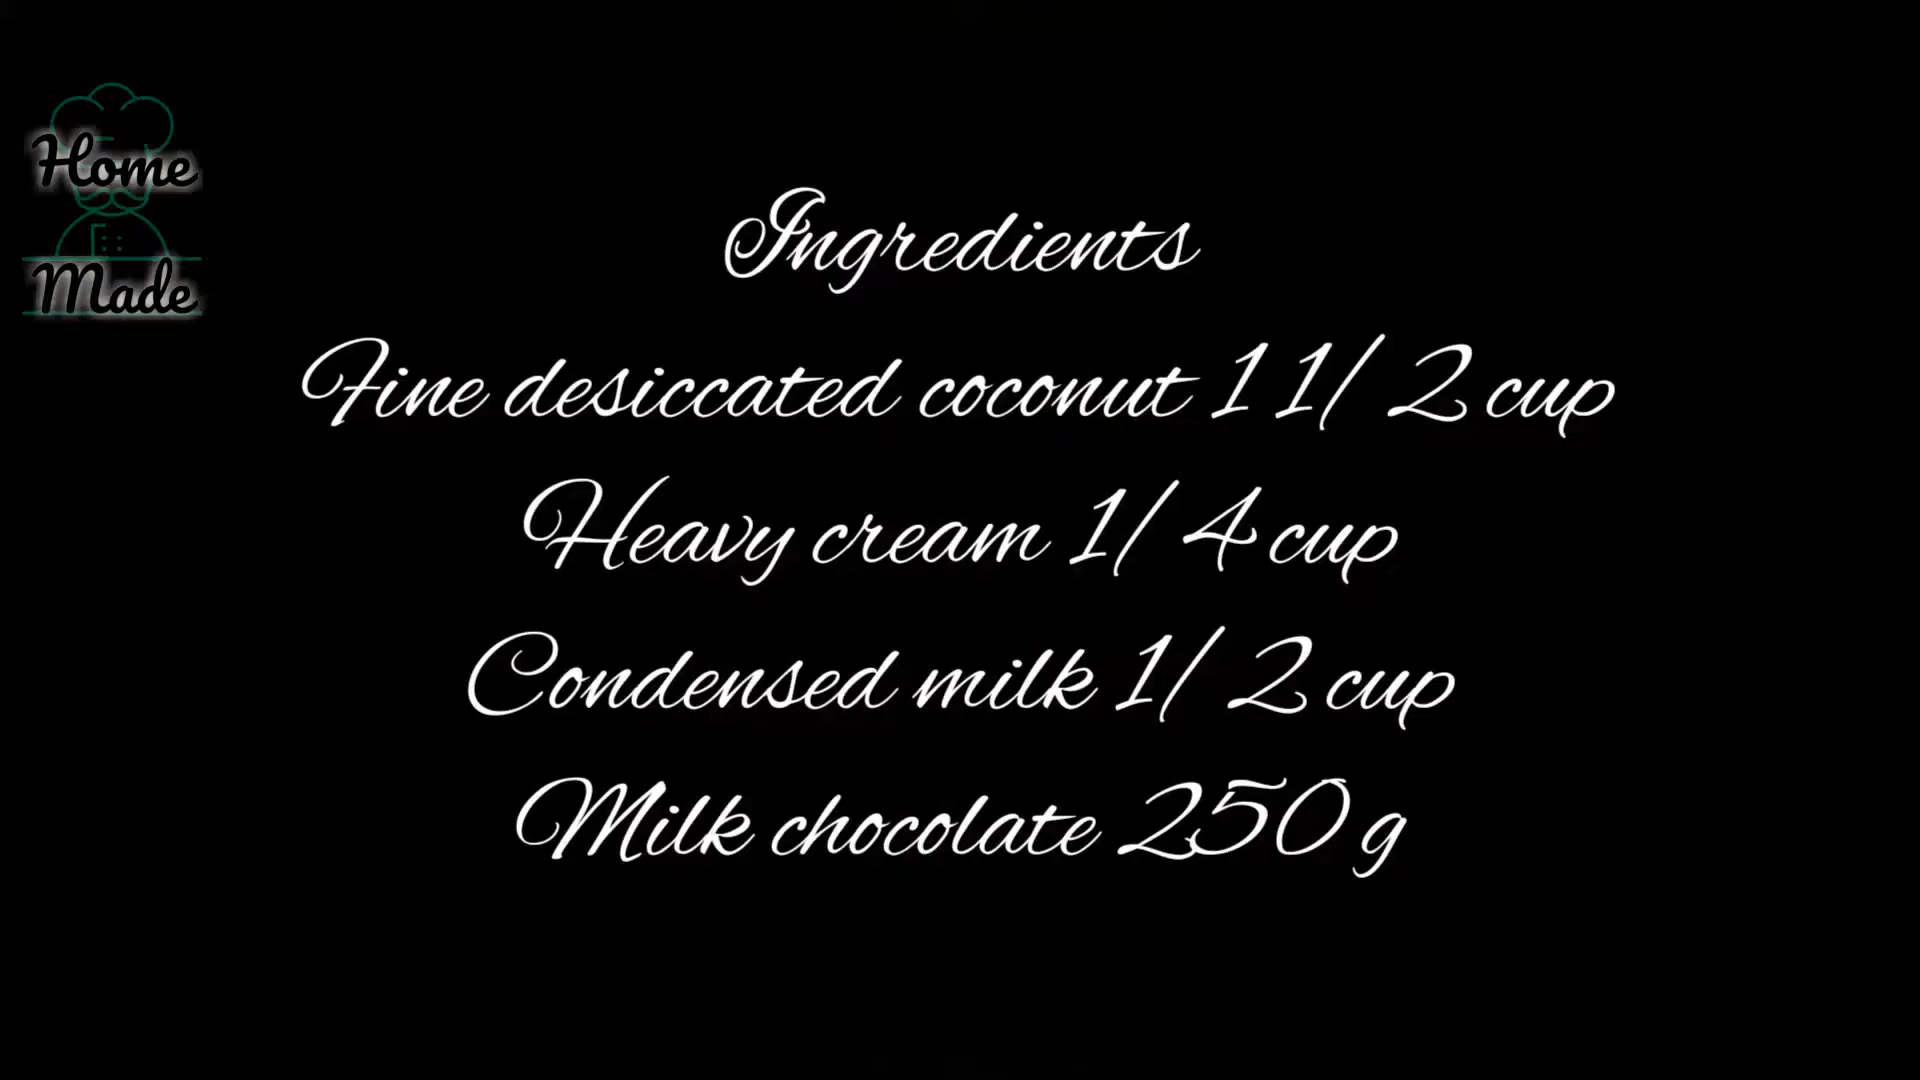 Home
Made
Ingredients
Fine desiccated coconut 1 1/2 cup
Heavy cream 1/4 cup
Condensed milk 1/2 cup
Milk chocolate 250 g